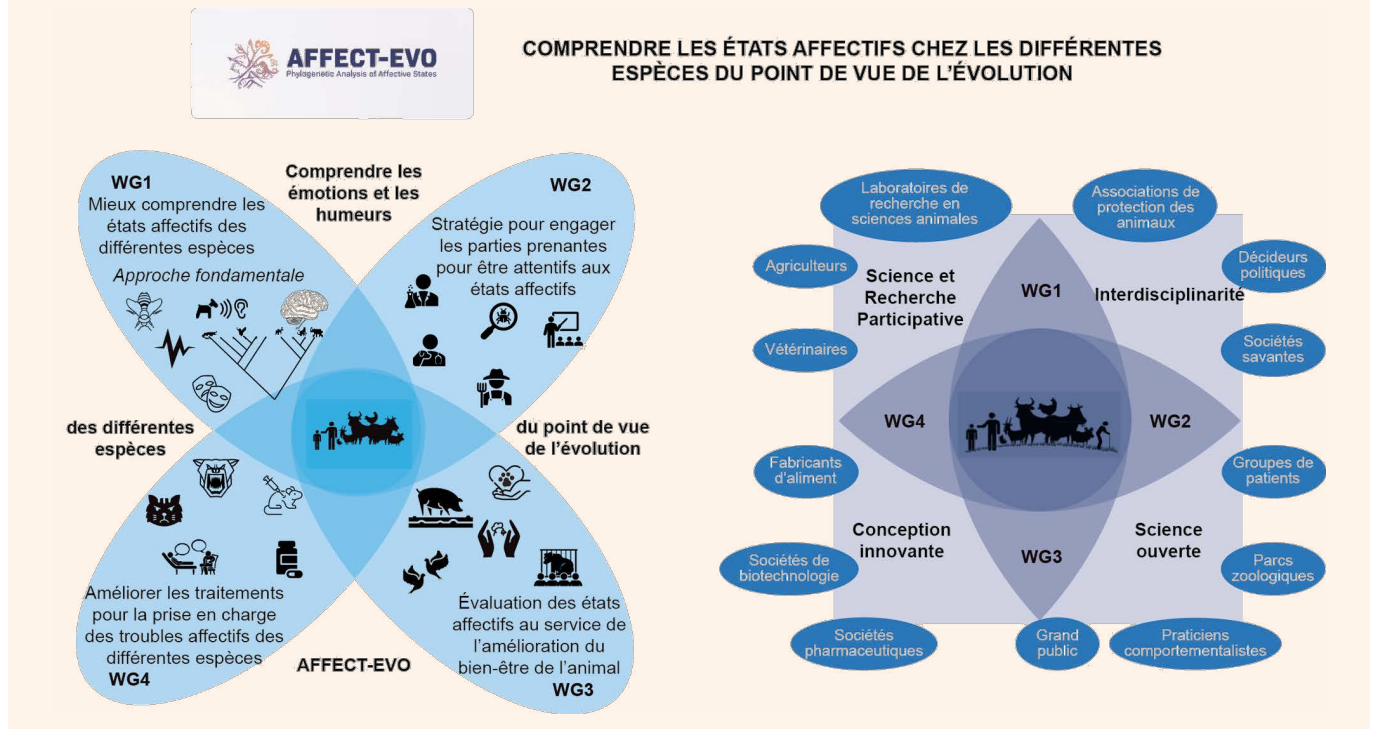 AFFECT-EVO
Phylogenetic Analysis of Affective States
COMPRENDRE LES ÉTATS AFFECTIFS CHEZ LES DIFFÉRENTES
ESPÈCES DU POINT DE VUE DE L’ÉVOLUTION
Comprendre les
émotions et les
humeurs
WG1
Mieux comprendre les
états affectifs des
différentes espèces
Approche fondamentale
WG2
Stratégie pour engager
les parties prenantes
pour être attentifs aux
états affectifs
des différentes
espèces
du point de vue
de l’évolution
Améliorer les traitements
pour la prise en charge
des troubles affectifs des
différentes espèces
WG4
AFFECT-EVO
Évaluation des états
affectifs au service de
l’amélioration du
bien-être de l’animal
WG3
Laboratoires de
recherche en
sciences animales
Associations de
protection des
animaux
Agriculteurs
Décideurs
politiques
Science et
Recherche
Participative
WG1
Interdisciplinarité
Vétérinaires
Sociétés
savantes
WG4
WG2
Fabricants
d’aliment
Groupes de
patients
Conception
innovante
WG3
Science
ouverte
Sociétés de
biotechnologie
Parcs
zoologiques
Sociétés
pharmaceutiques
Grand
public
Praticiens
comportementalistes